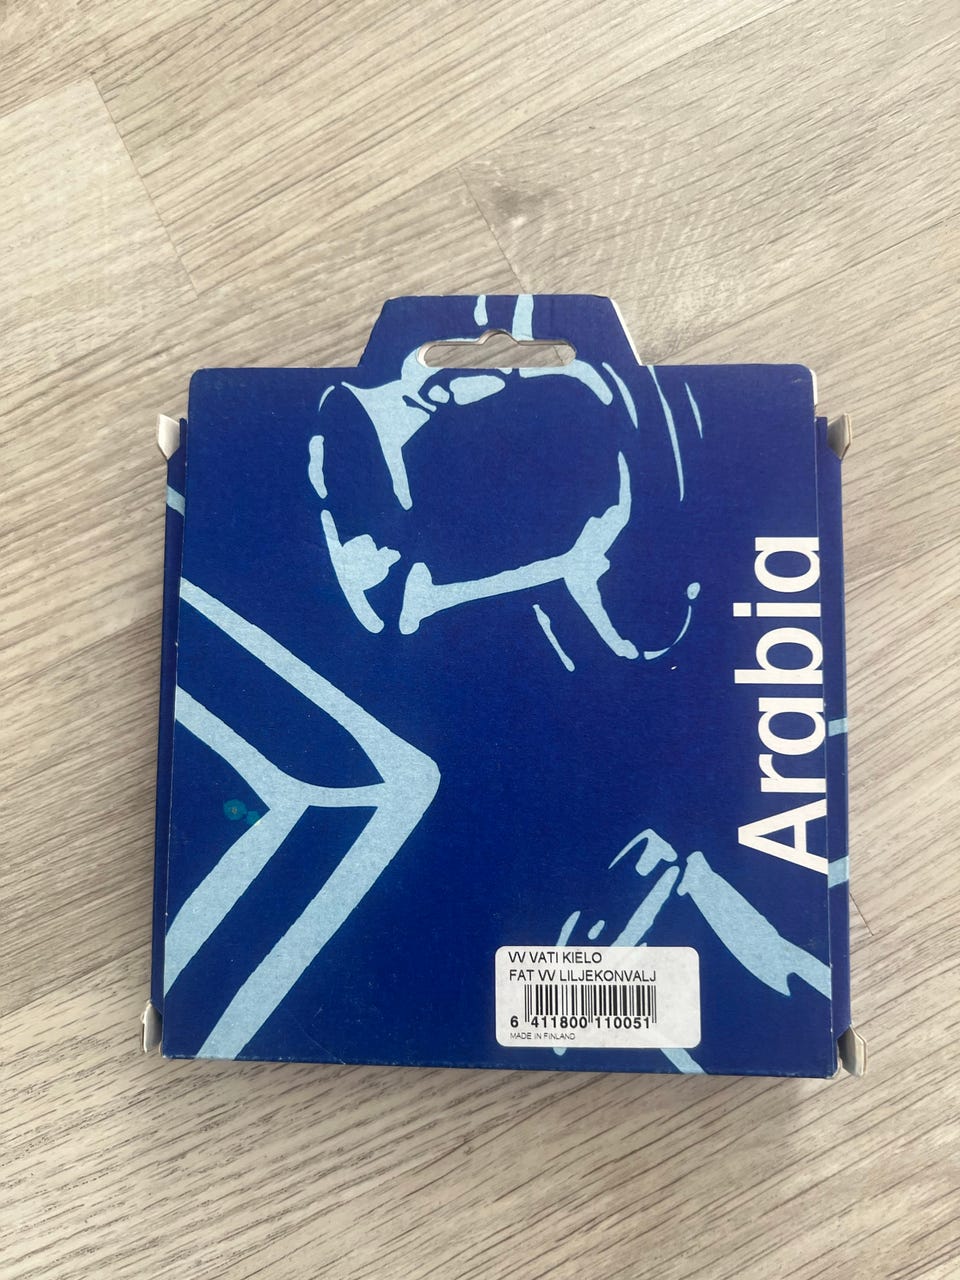 Arabia
VV VATI KIELO
FAT VV LILJEKONVALJ
6 411800 110051
MADE IN FINLAND